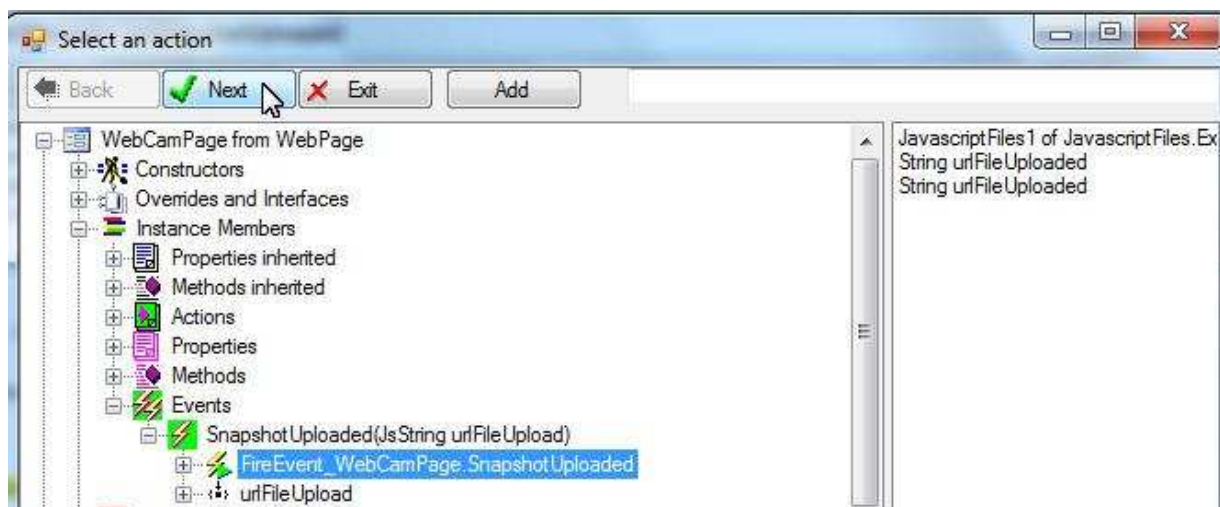 Select an action
Back Next Exit Add
WebCamPage from WebPage
Constructors
Overrides and Interfaces
Instance Members
Properties inherited
Methods inherited
Actions
Properties
Methods
Events
SnapshotUploaded(JsString urlFileUpload)
FireEvent_WebCamPage.SnapshotUploaded
urlFileUpload
JavascriptFiles1 of JavascriptFiles.Ex
String urlFileUploaded
String urlFileUploaded